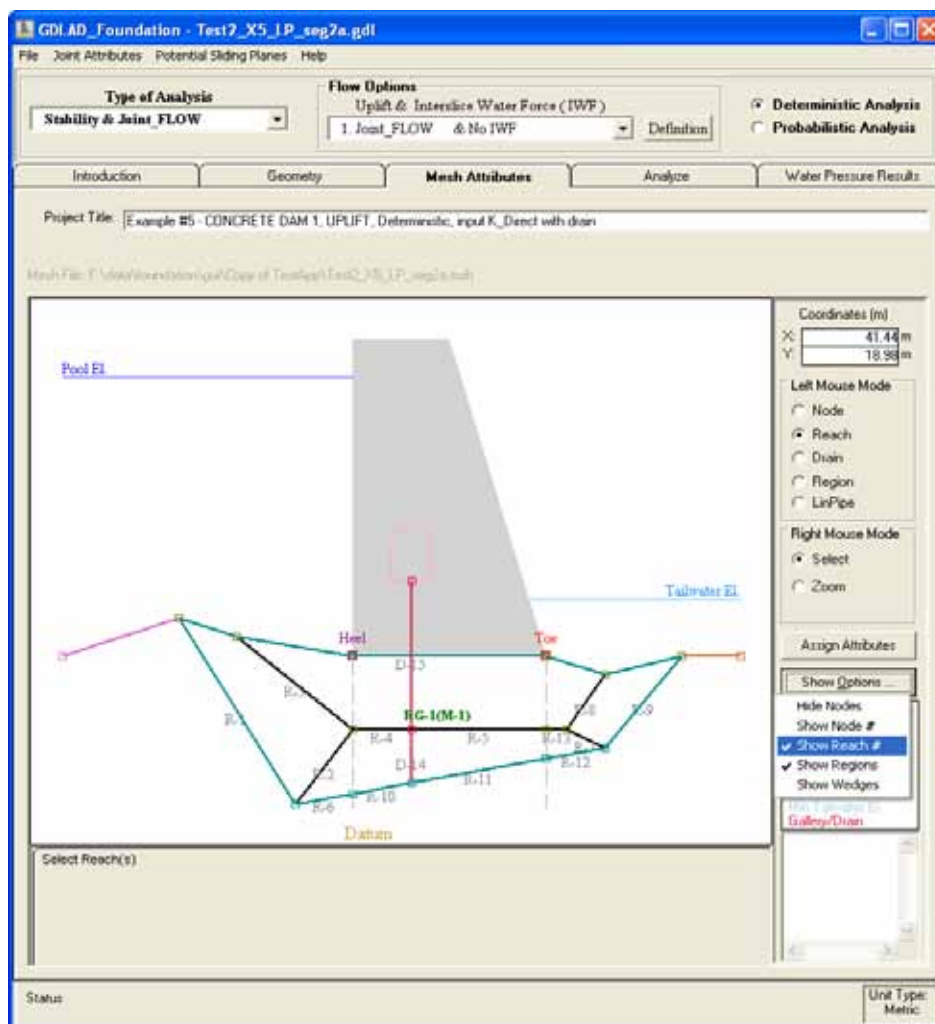 GDLAD_Foundation - Test2_X5_LP_seg2a.gdl
File Joint Attributes Potential Sliding Planes Help
Type of Analysis
Stability & Joint_FLOW
Flow Options
Uplift & Interslice Water Force ( IWF )
1. Joint_FLOW & No IWF
Definition
Deterministic Analysis
Probabilistic Analysis
Introduction Geometry Mesh Attributes Analyze Water Pressure Results
Project Title: Example #5 - CONCRETE DAM 1, UPLIFT, Deterministic, input K_Direct with drain
Coordinates (m)
X: 41.44 m
Y: 18.98 m
Left Mouse Mode
Node
Reach
Drain
Region
LinPipe
Right Mouse Mode
Select
Zoom
Assign Attributes
Show Options ...
Hide Nodes
Show Node #
Show Reach #
Show Regions
Show Wedges
Gallery/Drain
Pool El.
Tailwater El.
Heel
Toe
D-15
RG-1(M-1)
R-4
R-5
R-13
R-8
R-9
D-14
R-12
R-11
R-10
R-6
Datum
Select Reach(s)
Status
Unit Type:
Metric